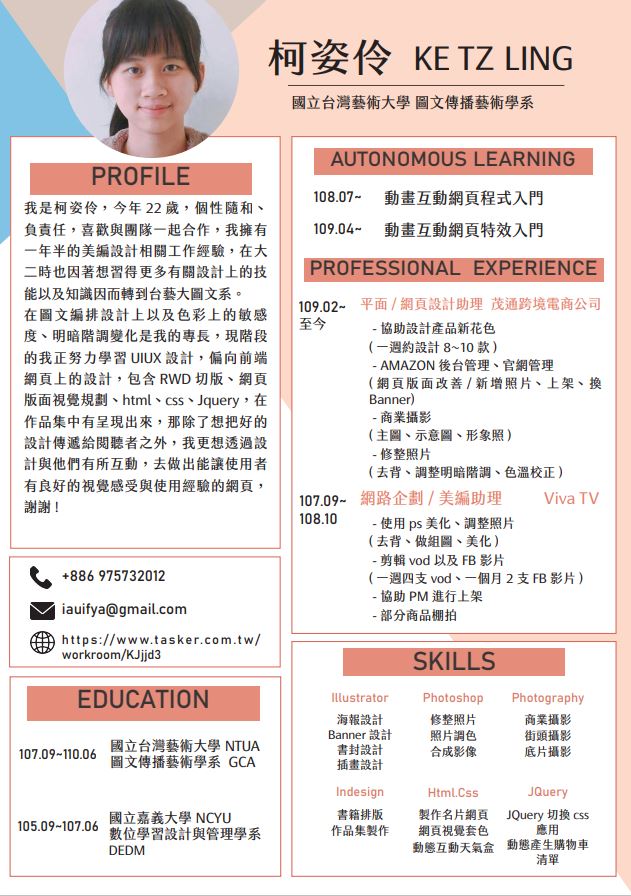 柯姿伶 KE TZ LING
國立台灣藝術大學 圖文傳播藝術學系
PROFILE
我是柯姿伶，今年 22 歲，個性隨和、
負責任，喜歡與團隊一起合作，我擁有
一年半的美編設計相關工作經驗，在大
二時也因著想習得更多有關設計上的技
能以及知識因而轉到台藝大圖文系。
在圖文編排設計上以及色彩上的敏感
度、明暗階調變化是我的專長，現階段
的我正努力學習 UIUX 設計，偏向前端
網頁上的設計，包含 RWD 切版、網頁
版面視覺規劃、html、css、Jquery，在
作品集中有呈現出來，那除了想把好的
設計傳遞給閱聽者之外，我更想透過設
計與他們有所互動，去做出能讓使用者
有良好的視覺感受與使用經驗的網頁，
謝謝 !
+886 975732012
iauifya@gmail.com
https://www.tasker.com.tw/
workroom/KJjjd3
EDUCATION
107.09~110.06 國立台灣藝術大學 NTUA
圖文傳播藝術學系 GCA
105.09~107.06 國立嘉義大學 NCYU
數位學習設計與管理學系
DEDM
AUTONOMOUS LEARNING
108.07~ 動畫互動網頁程式入門
109.04~ 動畫互動網頁特效入門
PROFESSIONAL EXPERIENCE
109.02~ 平面 / 網頁設計助理 茂通跨境電商公司
至今
- 協助設計產品新花色
( 一週約設計 8~10 款 )
- AMAZON 後台管理、官網管理
( 網頁版面改善 / 新增照片、上架、換
Banner)
- 商業攝影
( 主圖、示意圖、形象照 )
- 修整照片
( 去背、調整明暗階調、色溫校正 )
107.09~ 網路企劃 / 美編助理 Viva TV
108.10
- 使用 ps 美化、調整照片
( 去背、做組圖、美化 )
- 剪輯 vod 以及 FB 影片
( 一週四支 vod、一個月 2 支 FB 影片 )
- 協助 PM 進行上架
- 部分商品棚拍
SKILLS
Illustrator Photoshop Photography
海報設計 修整照片 商業攝影
Banner 設計 照片調色 街頭攝影
書封設計 合成影像 底片攝影
插畫設計
Indesign Html.Css JQuery
書籍排版 製作名片網頁 JQuery 切換 css
作品集製作 網頁視覺套色 應用
動態互動天氣盒 動態產生購物車
清單